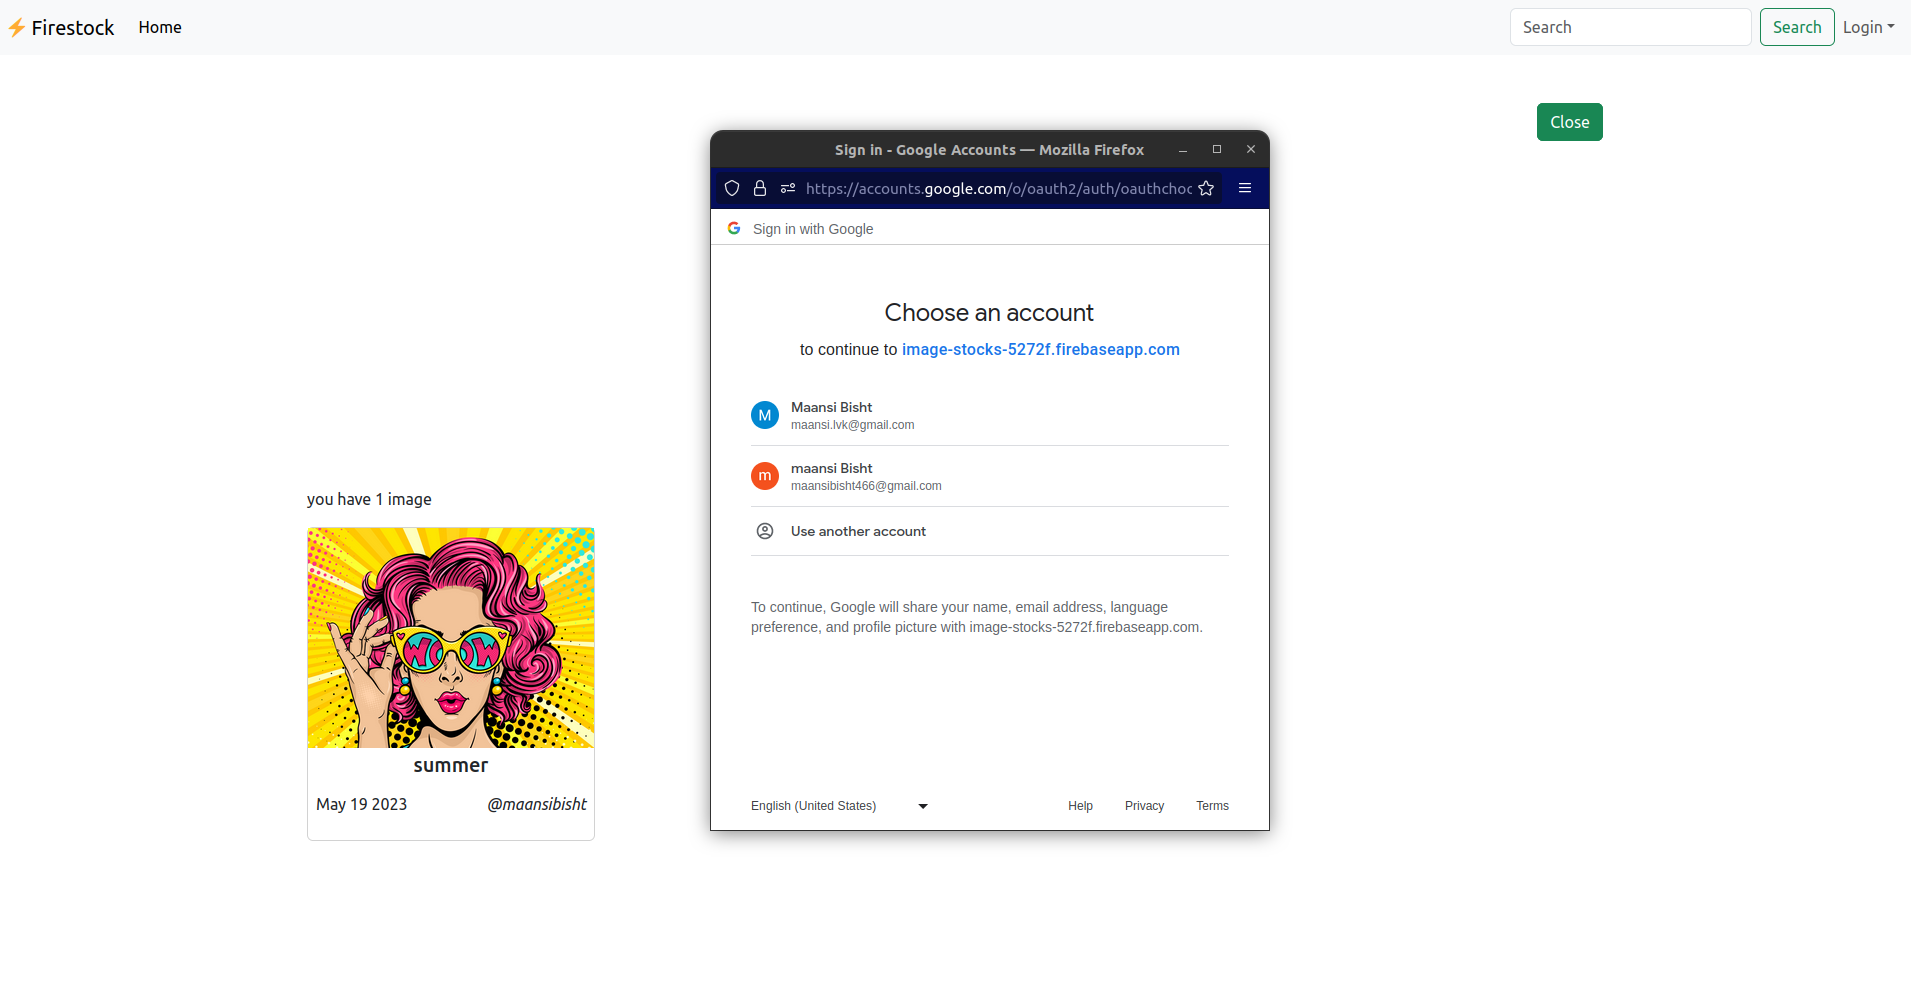 Firestock
Home
Search
Search
Login
Close
Sign in - Google Accounts — Mozilla Firefox
https://accounts.google.com/o/oauth2/auth/oauthchoo
Sign in with Google
Choose an account
to continue to image-stocks-5272f.firebaseapp.com
M
Maansi Bisht
maansi.lvk@gmail.com
m
maansi Bisht
maansibisht466@gmail.com
Use another account
To continue, Google will share your name, email address, language
preference, and profile picture with image-stocks-5272f.firebaseapp.com.
English (United States)
Help
Privacy
Terms
you have 1 image
WOW
summer
May 19 2023
@maansibisht